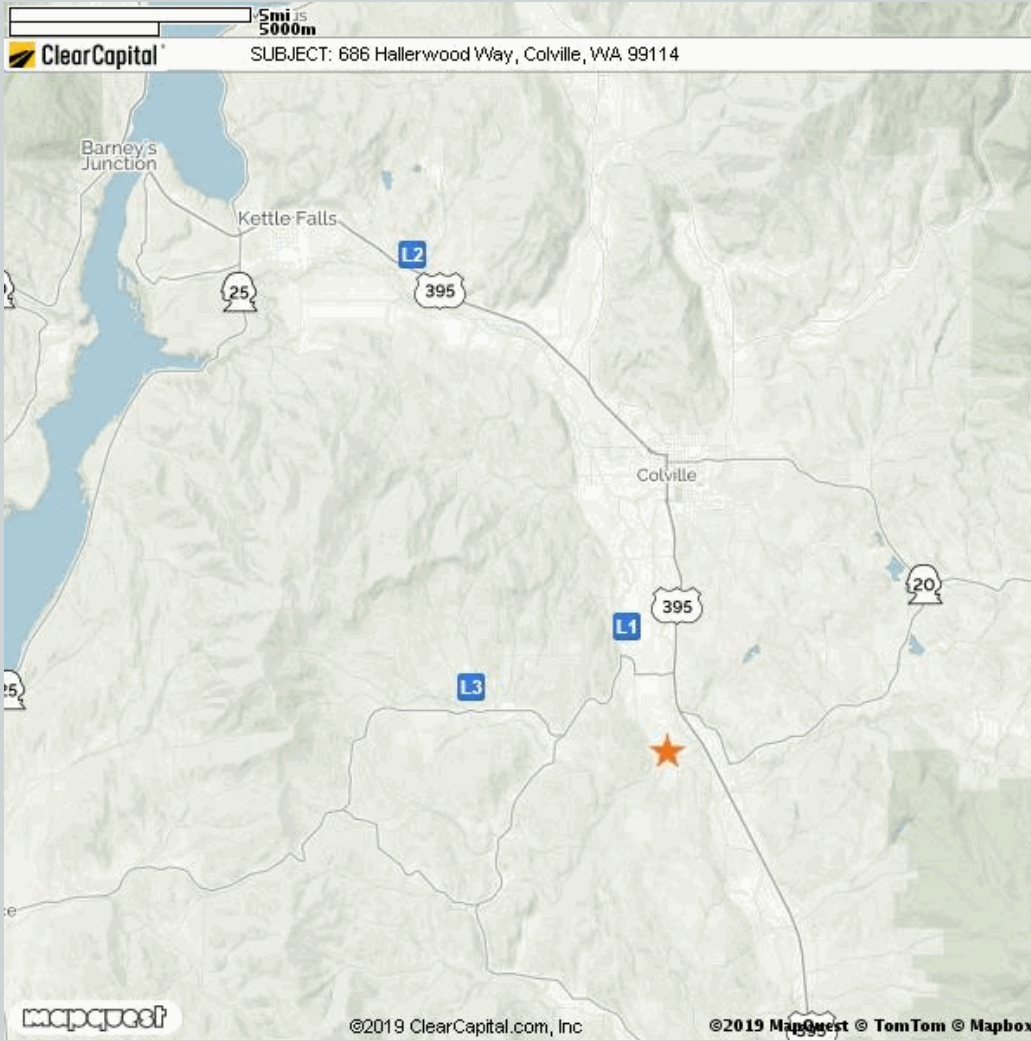 5mi
5000m
ClearCapital SUBJECT: 686 Hallerwood Way, Colville, WA 99114
Barney's
Junction
Kettle Falls
L2
25
395
Colville
20
395
L1
L3
25
mapquest
©2019 ClearCapital.com, Inc
©2019 MapQuest © TomTom © Mapbox
395